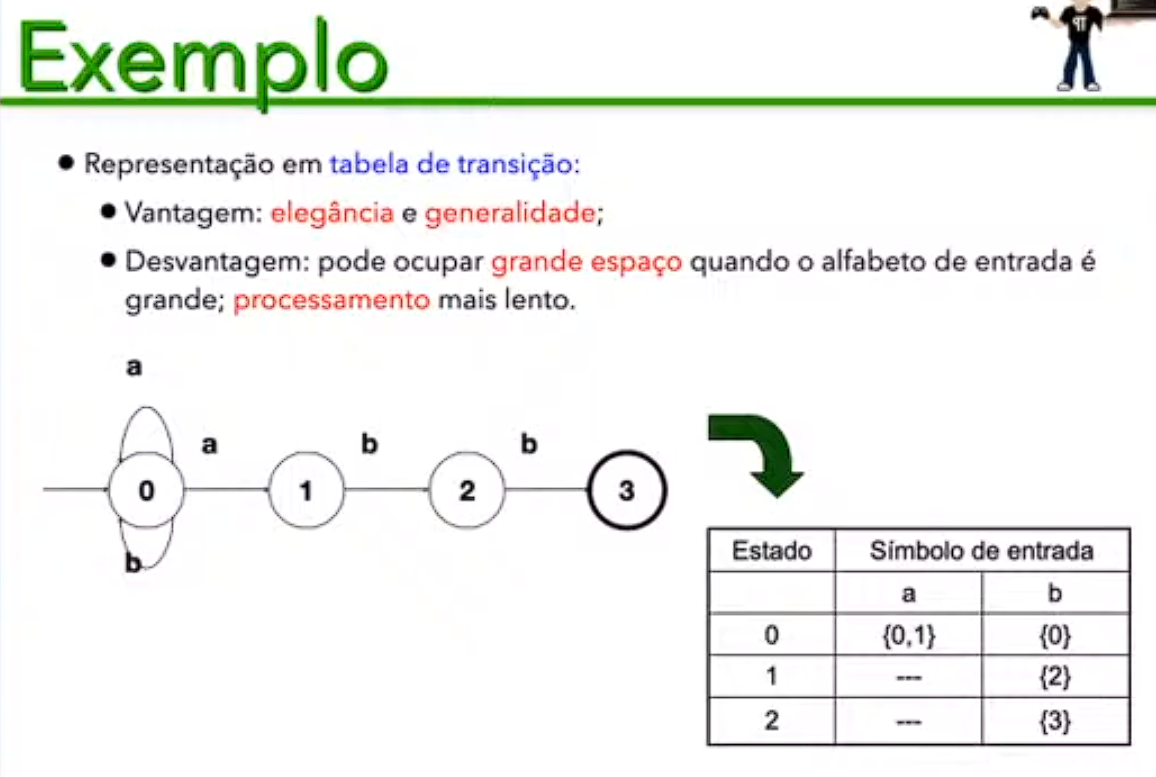 Exemplo
● Representação em tabela de transição:
● Vantagem: elegância e generalidade;
● Desvantagem: pode ocupar grande espaço quando o alfabeto de entrada é
grande; processamento mais lento.
a
a b b
0 1 2 3
b
Estado Símbolo de entrada
a b
0 {0,1} {0}
1 --- {2}
2 --- {3}